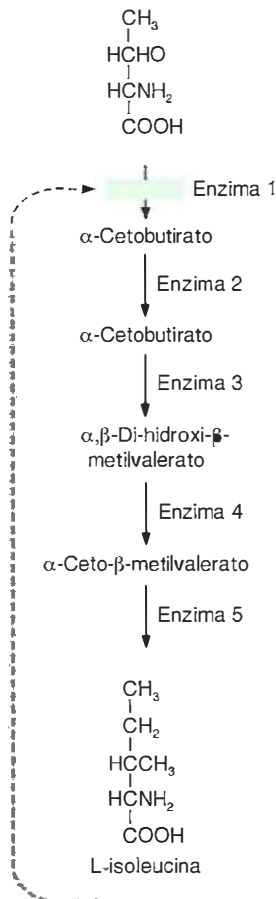 CH₃
HCHO
HCNH₂
COOH
Enzima 1
α-Cetobutirato
Enzima 2
α-Cetobutirato
Enzima 3
α,β-Di-hidroxi-β-
metilvalerato
Enzima 4
α-Ceto-β-metilvalerato
Enzima 5
CH₃
CH₂
HCCH₃
HCNH₂
COOH
L-isoleucina